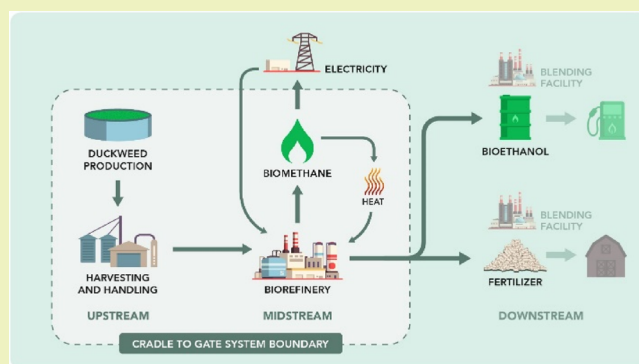 ELECTRICITY
BLENDING
FACILITY
DUCKWEED
PRODUCTION
BIOMETHANE
HEAT
BIOETHANOL
HARVESTING
AND HANDLING
BIOREFINERY
BLENDING
FACILITY
FERTILIZER
UPSTREAM
MIDSTREAM
DOWNSTREAM
CRADLE TO GATE SYSTEM BOUNDARY